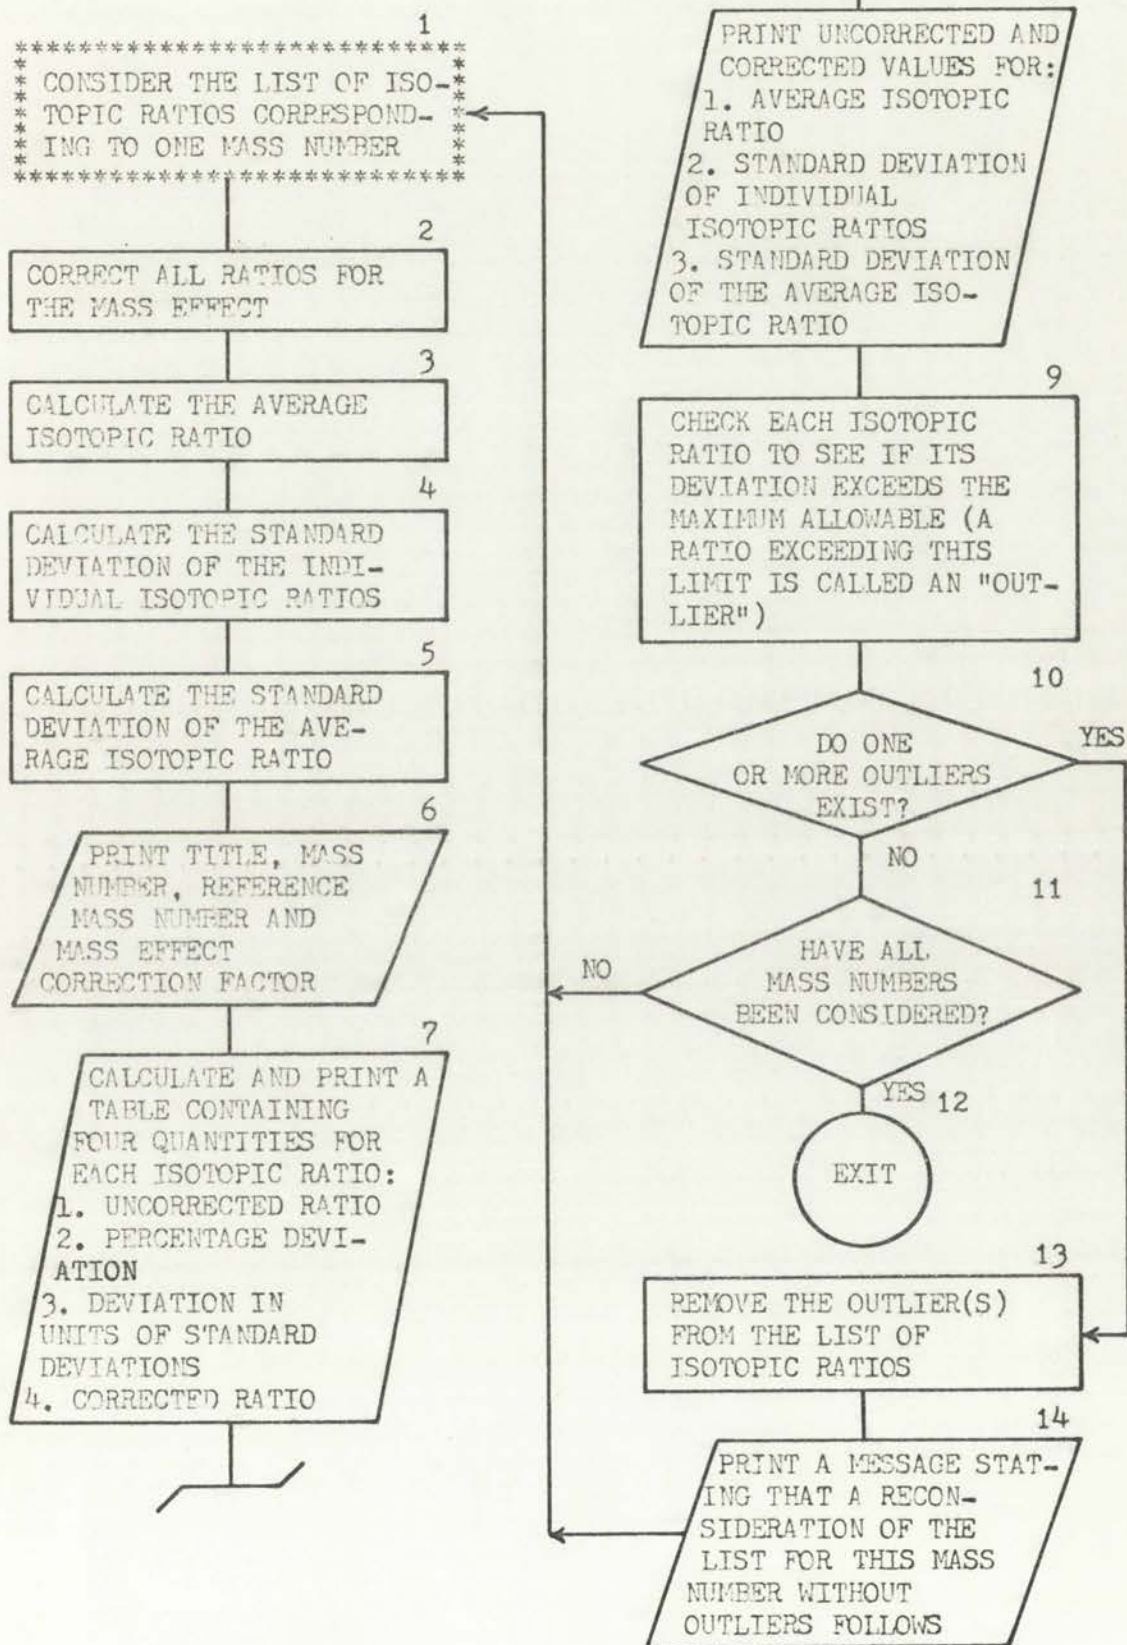 1
CONSIDER THE LIST OF ISO-
TOPIC RATIOS CORRESPOND-
ING TO ONE MASS NUMBER
2
CORRECT ALL RATIOS FOR
THE MASS EFFECT
3
CALCULATE THE AVERAGE
ISOTOPIC RATIO
4
CALCULATE THE STANDARD
DEVIATION OF THE INDI-
VIDUAL ISOTOPIC RATIOS
5
CALCULATE THE STANDARD
DEVIATION OF THE AVE-
RAGE ISOTOPIC RATIO
6
PRINT TITLE, MASS
NUMBER, REFERENCE
MASS NUMBER AND
MASS EFFECT
CORRECTION FACTOR
7
CALCULATE AND PRINT A
TABLE CONTAINING
FOUR QUANTITIES FOR
EACH ISOTOPIC RATIO:
1. UNCORRECTED RATIO
2. PERCENTAGE DEVI-
ATION
3. DEVIATION IN
UNITS OF STANDARD
DEVIATIONS
4. CORRECTED RATIO
PRINT UNCORRECTED AND
CORRECTED VALUES FOR:
1. AVERAGE ISOTOPIC
RATIO
2. STANDARD DEVIATION
OF INDIVIDUAL
ISOTOPIC RATIOS
3. STANDARD DEVIATION
OF THE AVERAGE ISO-
TOPIC RATIO
9
CHECK EACH ISOTOPIC
RATIO TO SEE IF ITS
DEVIATION EXCEEDS THE
MAXIMUM ALLOWABLE (A
RATIO EXCEEDING THIS
LIMIT IS CALLED AN "OUT-
LIER")
10
DO ONE
OR MORE OUTLIERS
EXIST?
YES
NO
11
HAVE ALL
MASS NUMBERS
BEEN CONSIDERED?
NO
YES
12
EXIT
13
REMOVE THE OUTLIER(S)
FROM THE LIST OF
ISOTOPIC RATIOS
14
PRINT A MESSAGE STAT-
ING THAT A RECON-
SIDERATION OF THE
LIST FOR THIS MASS
NUMBER WITHOUT
OUTLIERS FOLLOWS